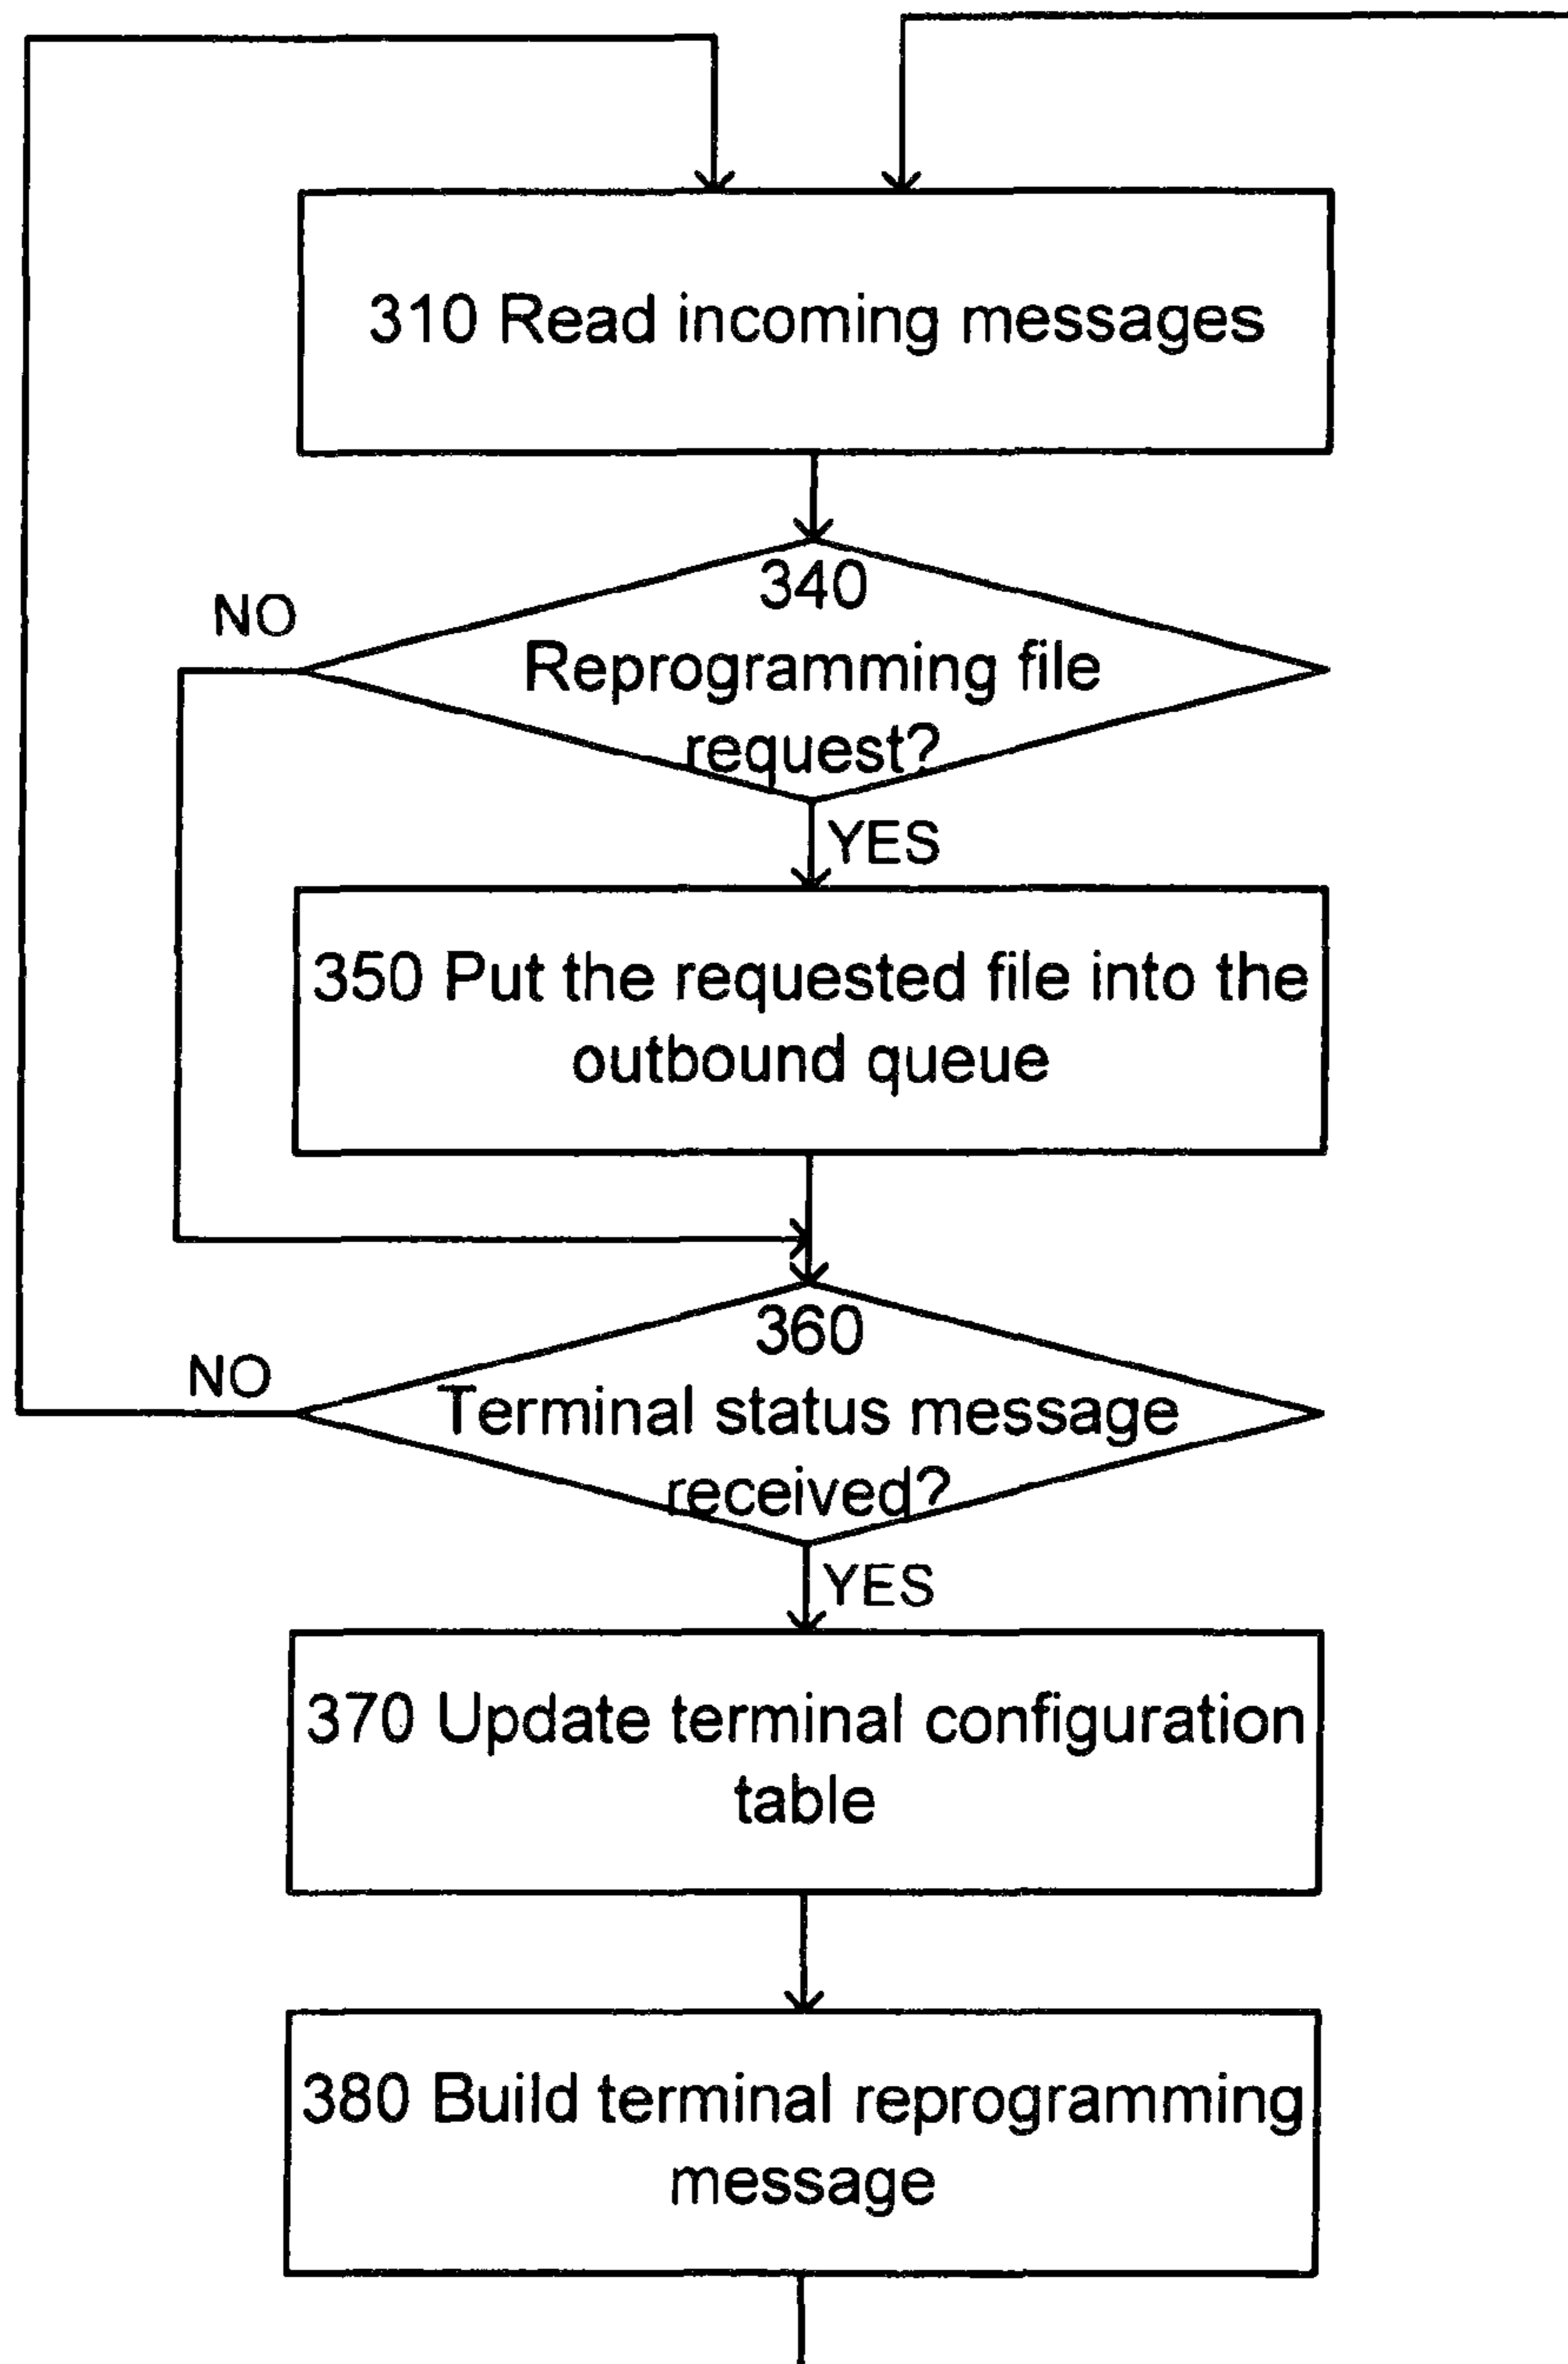 310 Read incoming messages
340
NO
Reprogramming file
request?
YES
350 Put the requested file into the
outbound queue
360
NO
Terminal status message
received?
YES
370 Update terminal configuration
table
380 Build terminal reprogramming
message